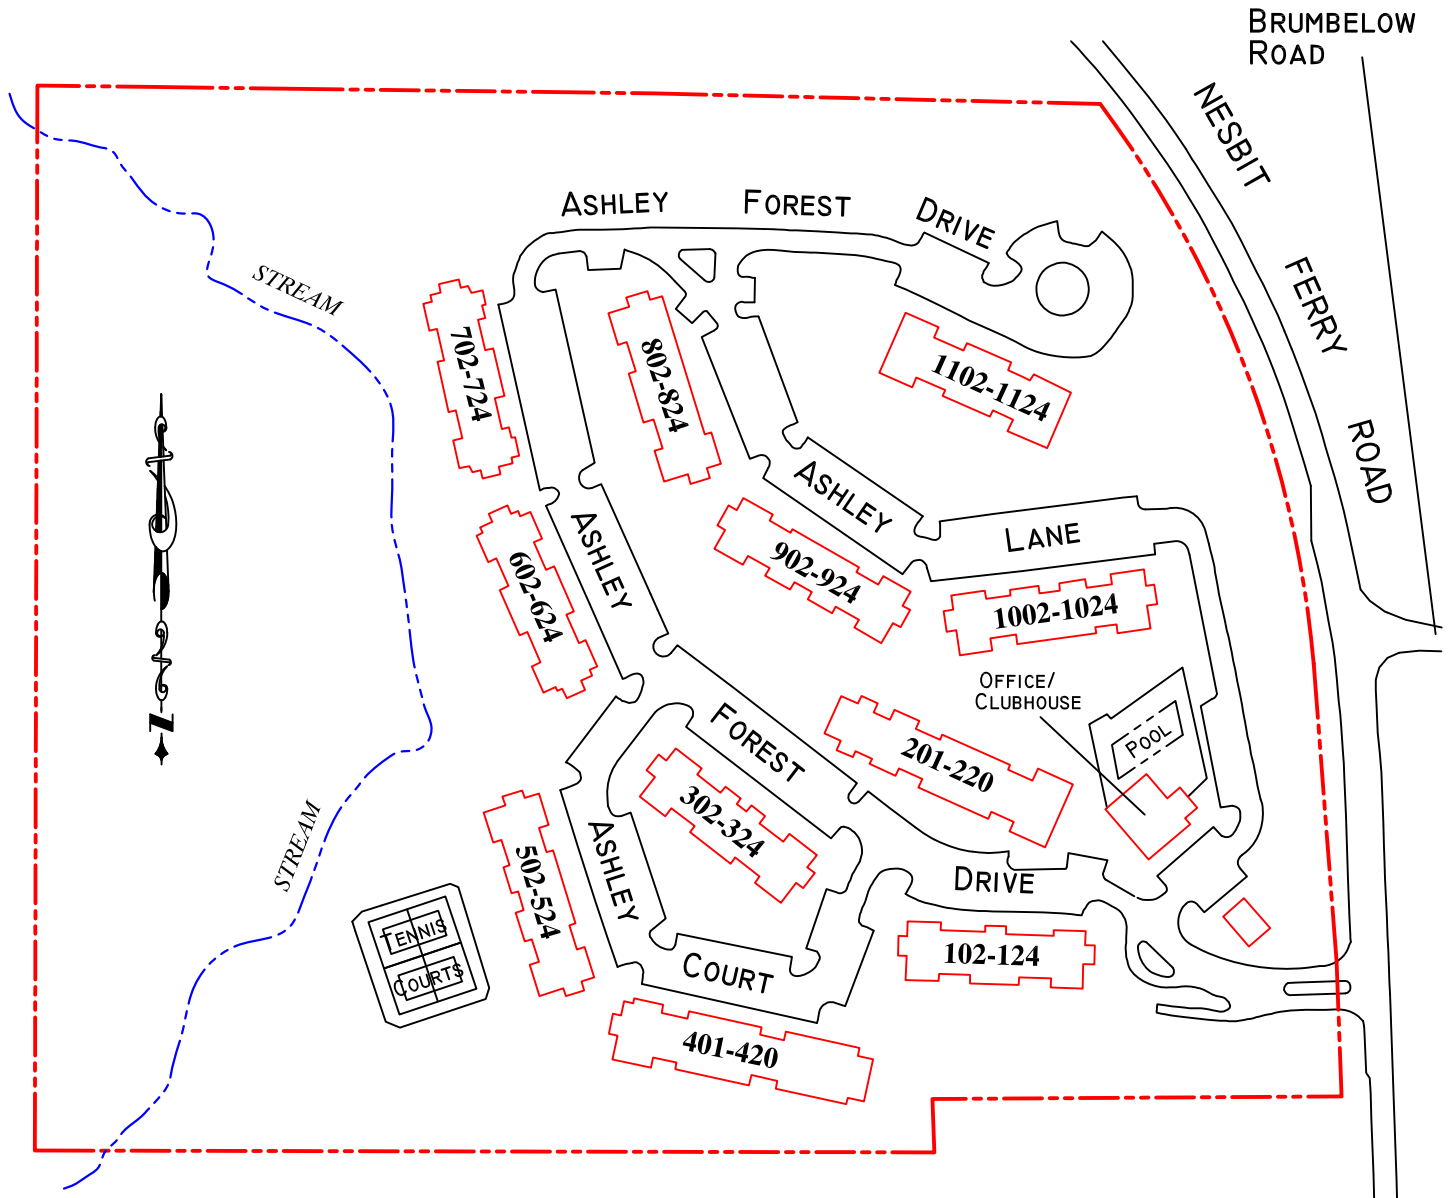 BRUMBELOW
ROAD
NESBIT
FERRY
ROAD
ASHLEY FOREST DRIVE
STREAM
702-724
802-824
1102-1124
ASHLEY
LANE
ASHLEY
602-624
902-924
1002-1024
OFFICE/
CLUBHOUSE
FOREST
201-220
POOL
302-324
ASHLEY
502-524
DRIVE
STREAM
TENNIS
COURTS
COURT
102-124
401-420
Z